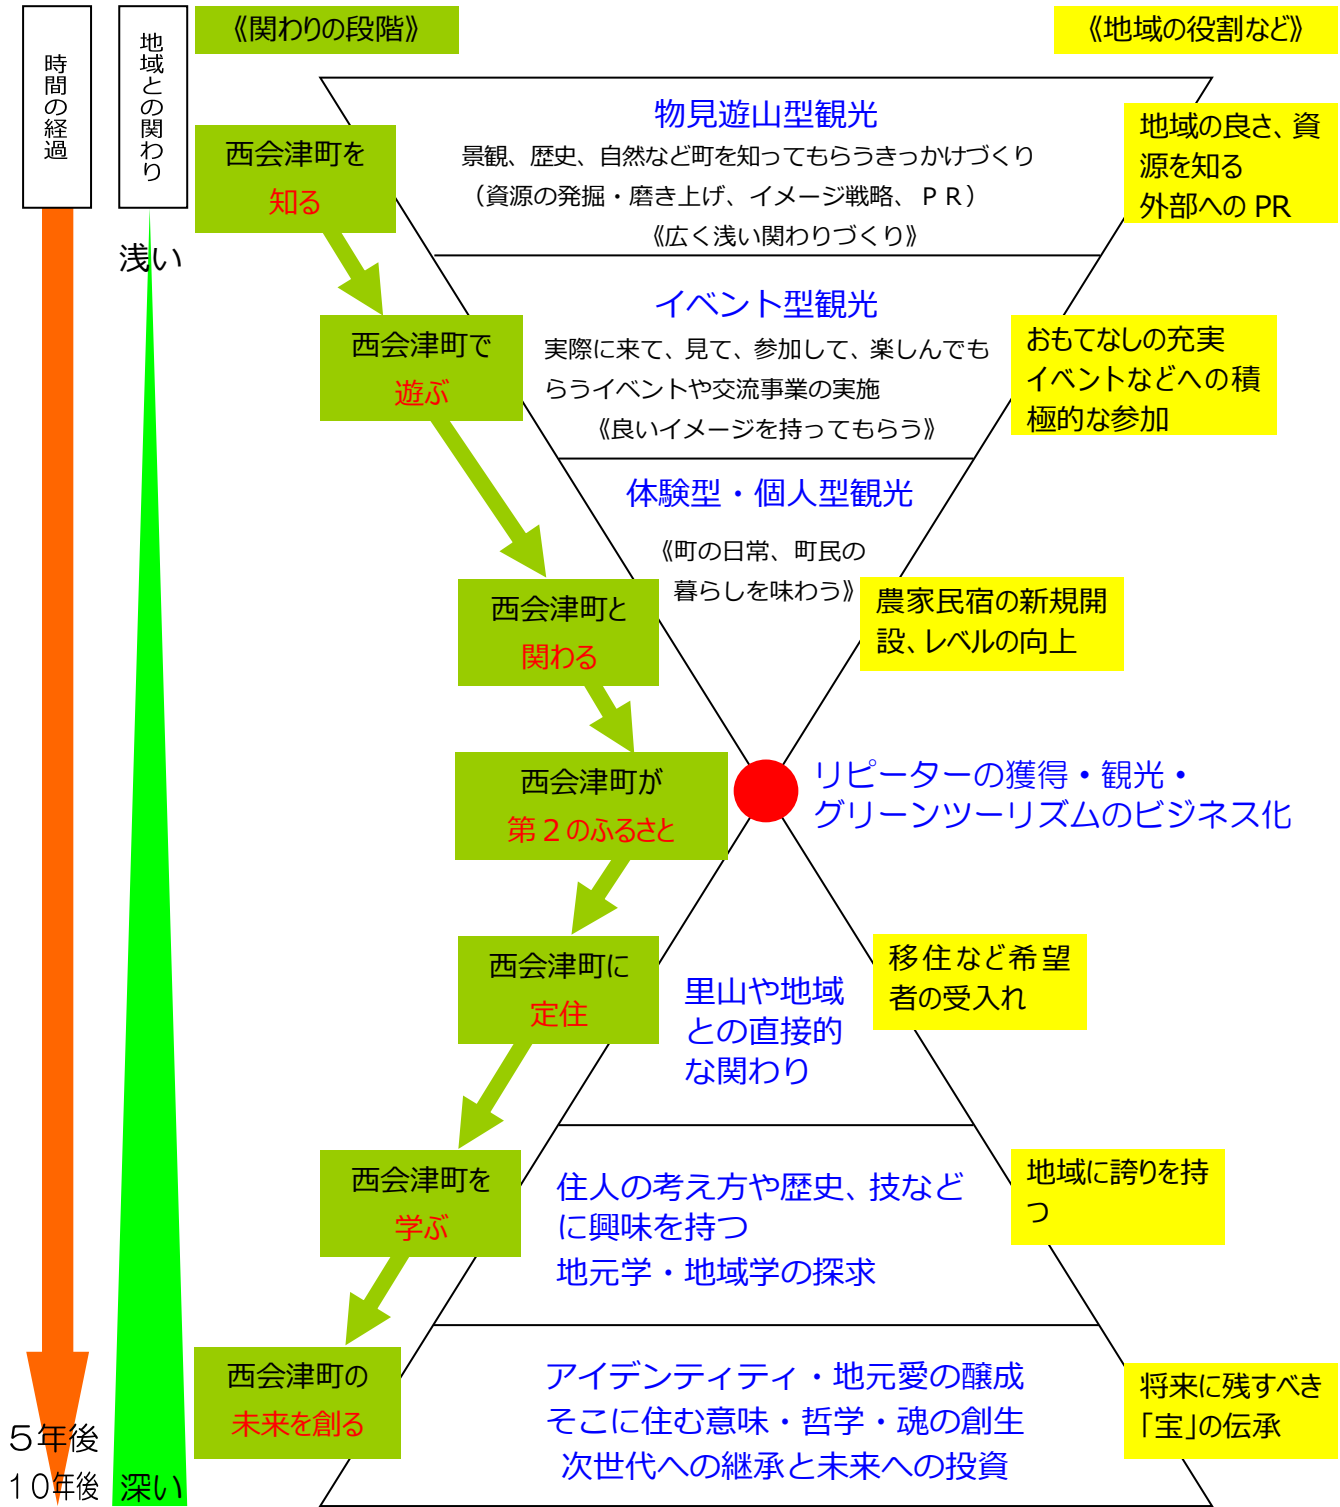 時間の経過
地域との関わり
《関わりの段階》
《地域の役割など》
浅い
西会津町を
知る
物見遊山型観光
景観、歴史、自然など町を知ってもらうきっかけづくり
（資源の発掘・磨き上げ、イメージ戦略、ＰＲ）
《広く浅い関わりづくり》
地域の良さ、資
源を知る
外部への PR
西会津町で
遊ぶ
イベント型観光
実際に来て、見て、参加して、楽しんでも
らうイベントや交流事業の実施
《良いイメージを持ってもらう》
おもてなしの充実
イベントなどへの積
極的な参加
体験型・個人型観光
《町の日常、町民の
暮らしを味わう》
西会津町と
関わる
農家民宿の新規開
設、レベルの向上
西会津町が
第２のふるさと
リピーターの獲得・観光・
グリーンツーリズムのビジネス化
西会津町に
定住
里山や地域
との直接的
な関わり
移住など希望
者の受入れ
西会津町を
学ぶ
住人の考え方や歴史、技など
に興味を持つ
地元学・地域学の探求
地域に誇りを持
つ
西会津町の
未来を創る
アイデンティティ・地元愛の醸成
そこに住む意味・哲学・魂の創生
次世代への継承と未来への投資
将来に残すべき
「宝」の伝承
５年後
１０年後
深い